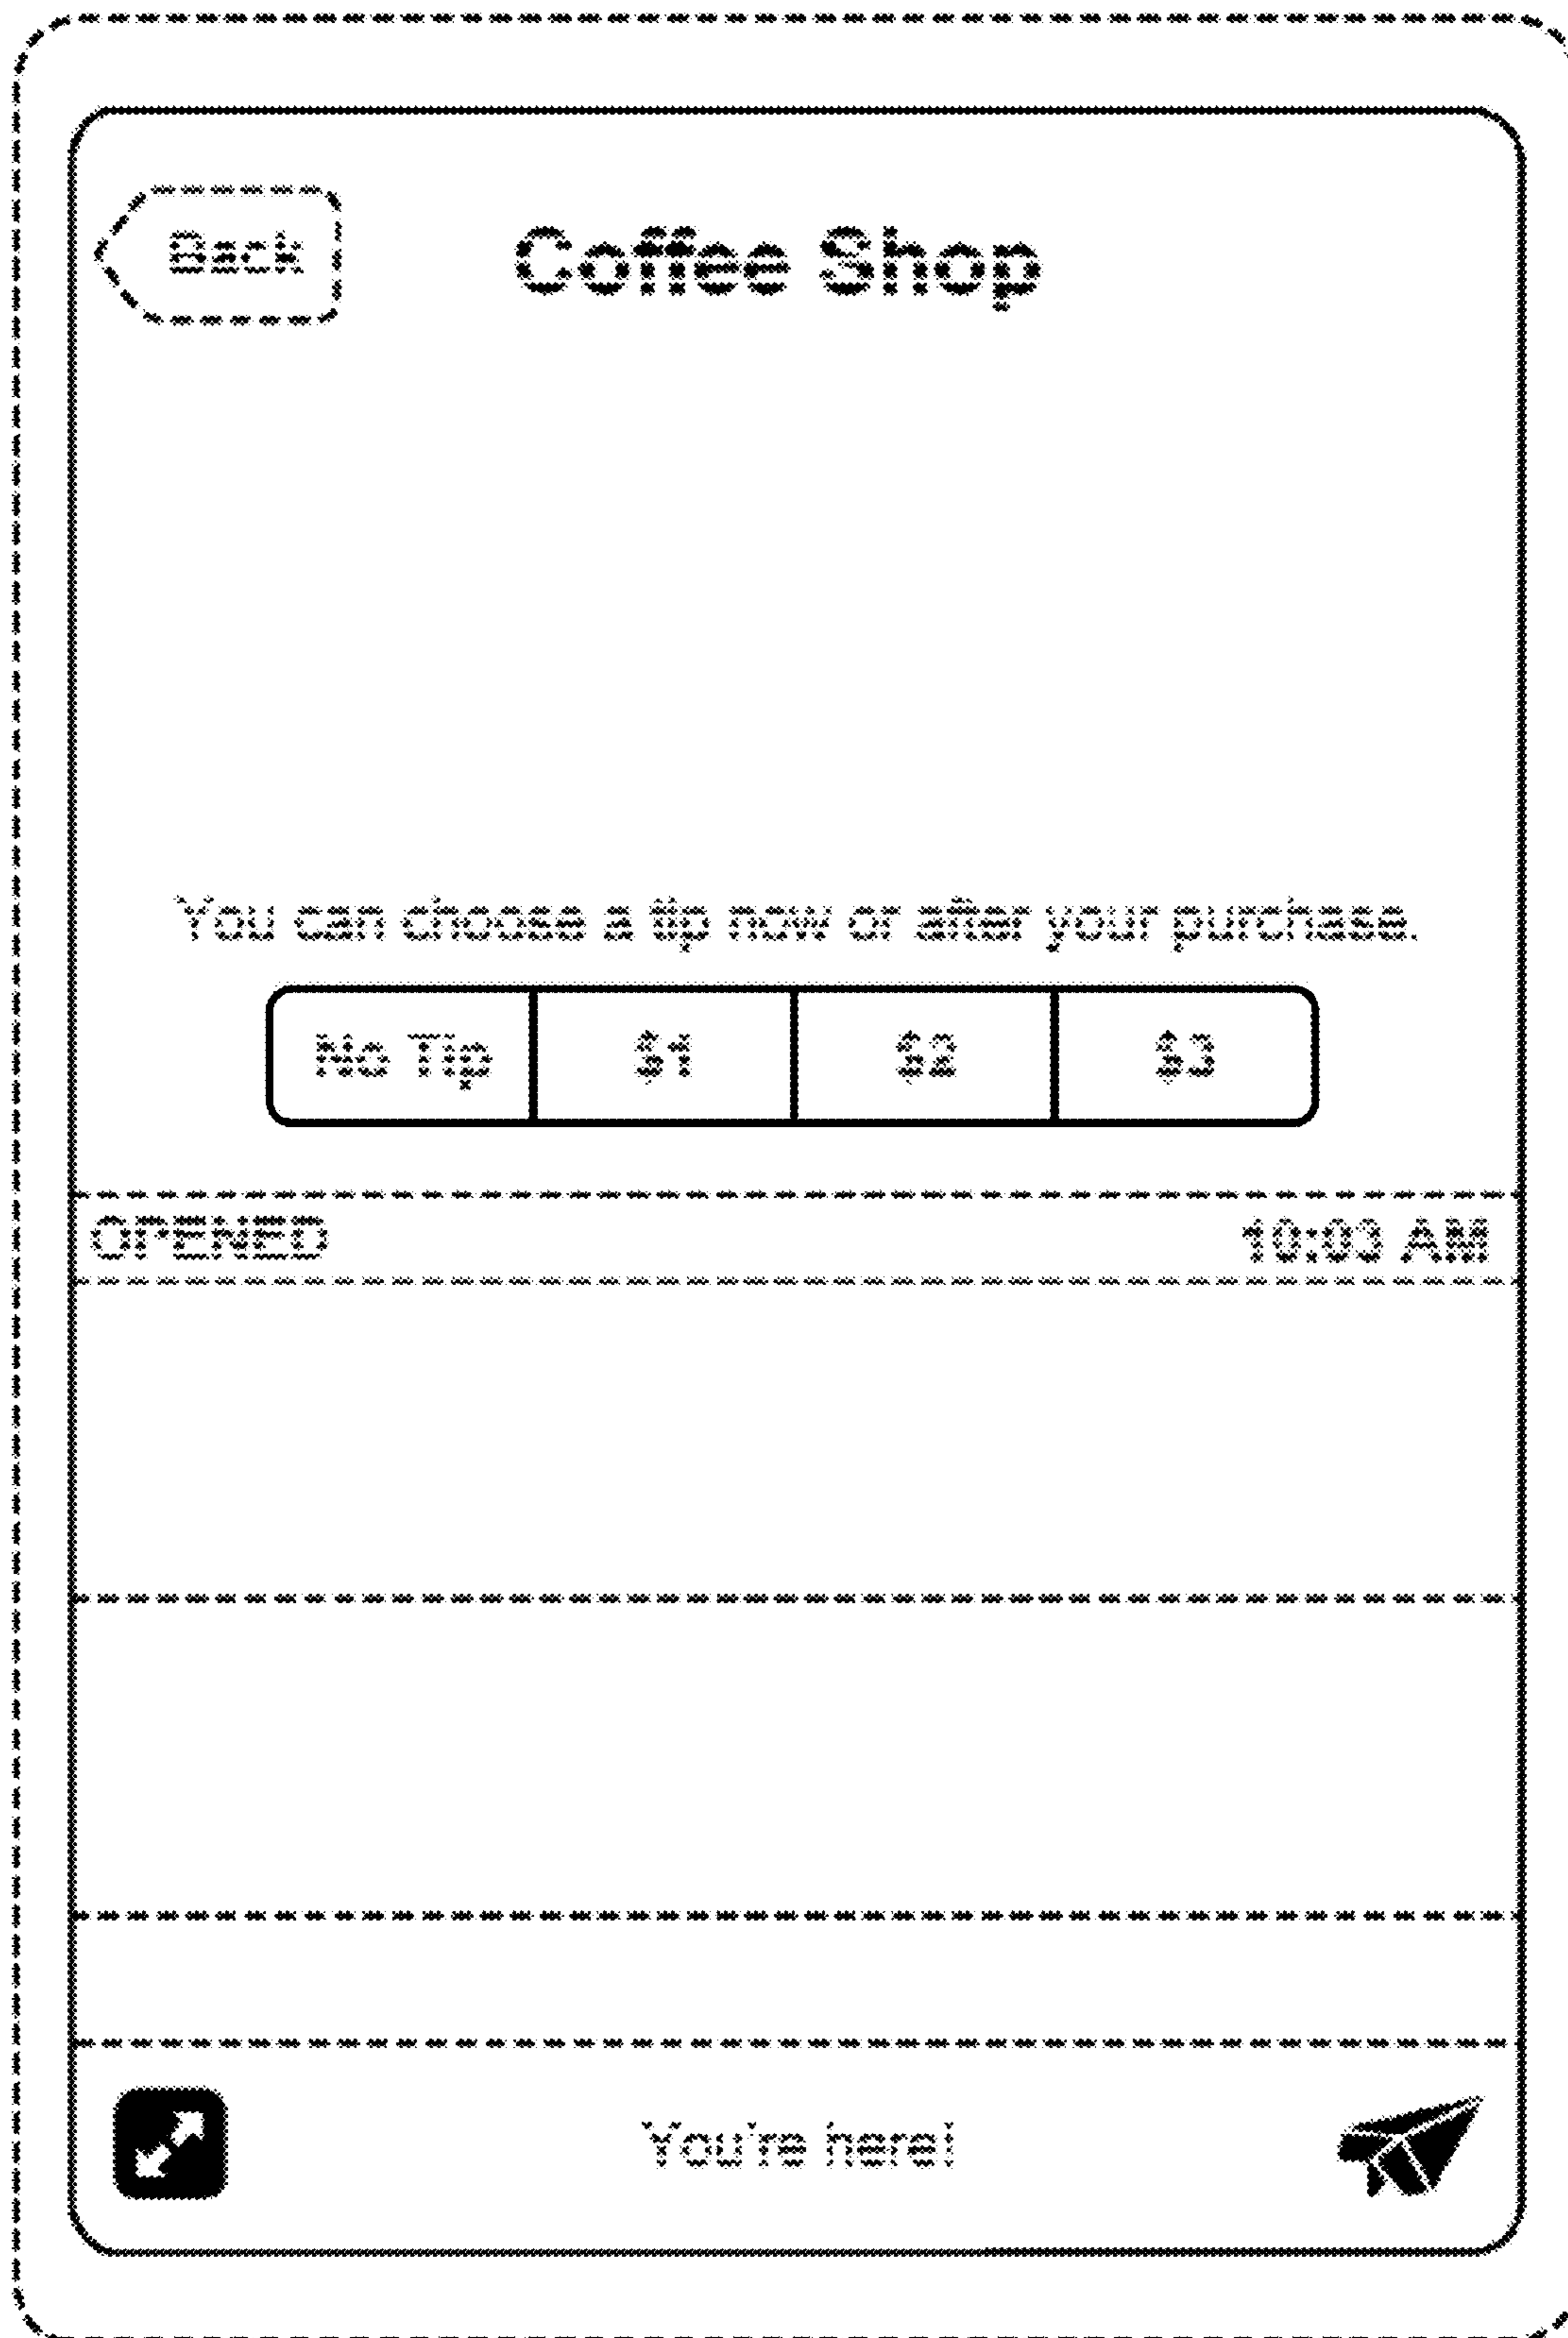 Back
Coffee Shop
You can choose a tip now or after your purchase.
No Tip $1 $2 $3
OPENED 10:03 AM
You're here!